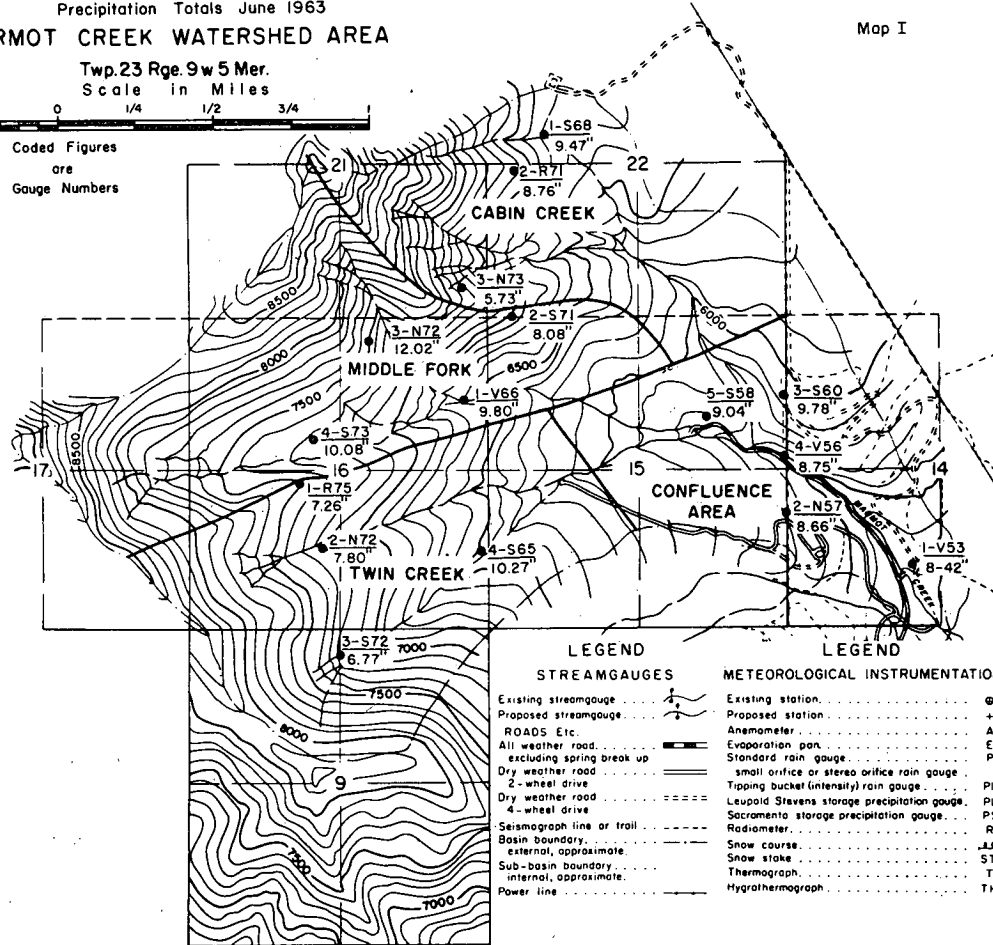 Precipitation Totals June 1963
RMOT CREEK WATERSHED AREA
Twp. 23 Rge. 9 w 5 Mer.
Scale in Miles
0 1/4 1/2 3/4 1
Coded Figures
are
Gauge Numbers
Map I
1-S68
9.47"
21
22
2-R71
8.76"
CABIN CREEK
3-N73
5.73"
8500
2-S71
8.08"
6000
3-N72
12.02"
8000
MIDDLE FORK
6500
7500
1-V66
9.80"
5-S58
9.04"
3-S60
9.78"
4-S73
10.08"
8500
4-V56
8.75"
17
16
15
14
1-R75
7.26"
CONFLUENCE
AREA
2-N57
8.66"
MARMOT
CREEK
2-N72
7.80"
4-S65
10.27"
1-V53
8-42"
TWIN CREEK
3-S72
6.77"
7000
7500
8000
9
7500
7000
LEGEND
STREAMGAUGES
Existing streamgauge
Proposed streamgauge
ROADS Etc.
All weather road
excluding spring break up
Dry weather road
2-wheel drive
Dry weather road
4-wheel drive
Seismograph line or trail
Basin boundary
external, approximate.
Sub-basin boundary
internal, approximate.
Power line
LEGEND
METEOROLOGICAL INSTRUMENTATIO
Existing station
Proposed station +
Anemometer A
Evaporation pan E
Standard rain gauge P
small orifice or stereo orifice rain gauge
Tipping bucket (intensity) rain gauge
Leupold Stevens storage precipitation gauge.
Sacramento storage precipitation gauge
Radiometer R
Snow course
Snow stake ST
Thermograph T
Hygrothermograph